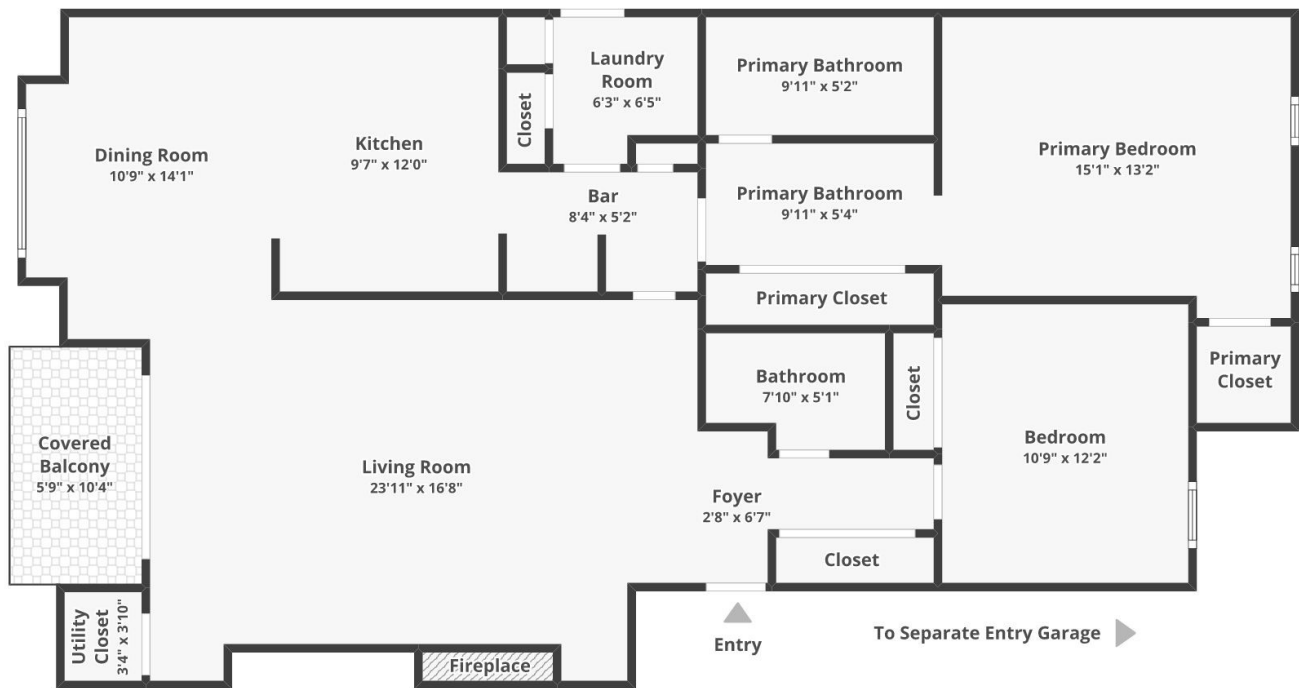 Laundry
Room
6'3" x 6'5"
Primary Bathroom
9'11" x 5'2"
Closet
Kitchen
9'7" x 12'0"
Dining Room
10'9" x 14'1"
Primary Bedroom
15'1" x 13'2"
Bar
8'4" x 5'2"
Primary Bathroom
9'11" x 5'4"
Primary Closet
Primary
Closet
Bathroom
7'10" x 5'1"
Closet
Bedroom
10'9" x 12'2"
Covered
Balcony
5'9" x 10'4"
Living Room
23'11" x 16'8"
Foyer
2'8" x 6'7"
Closet
Utility
Closet
3'4" x 3'10"
Entry
To Separate Entry Garage
Fireplace